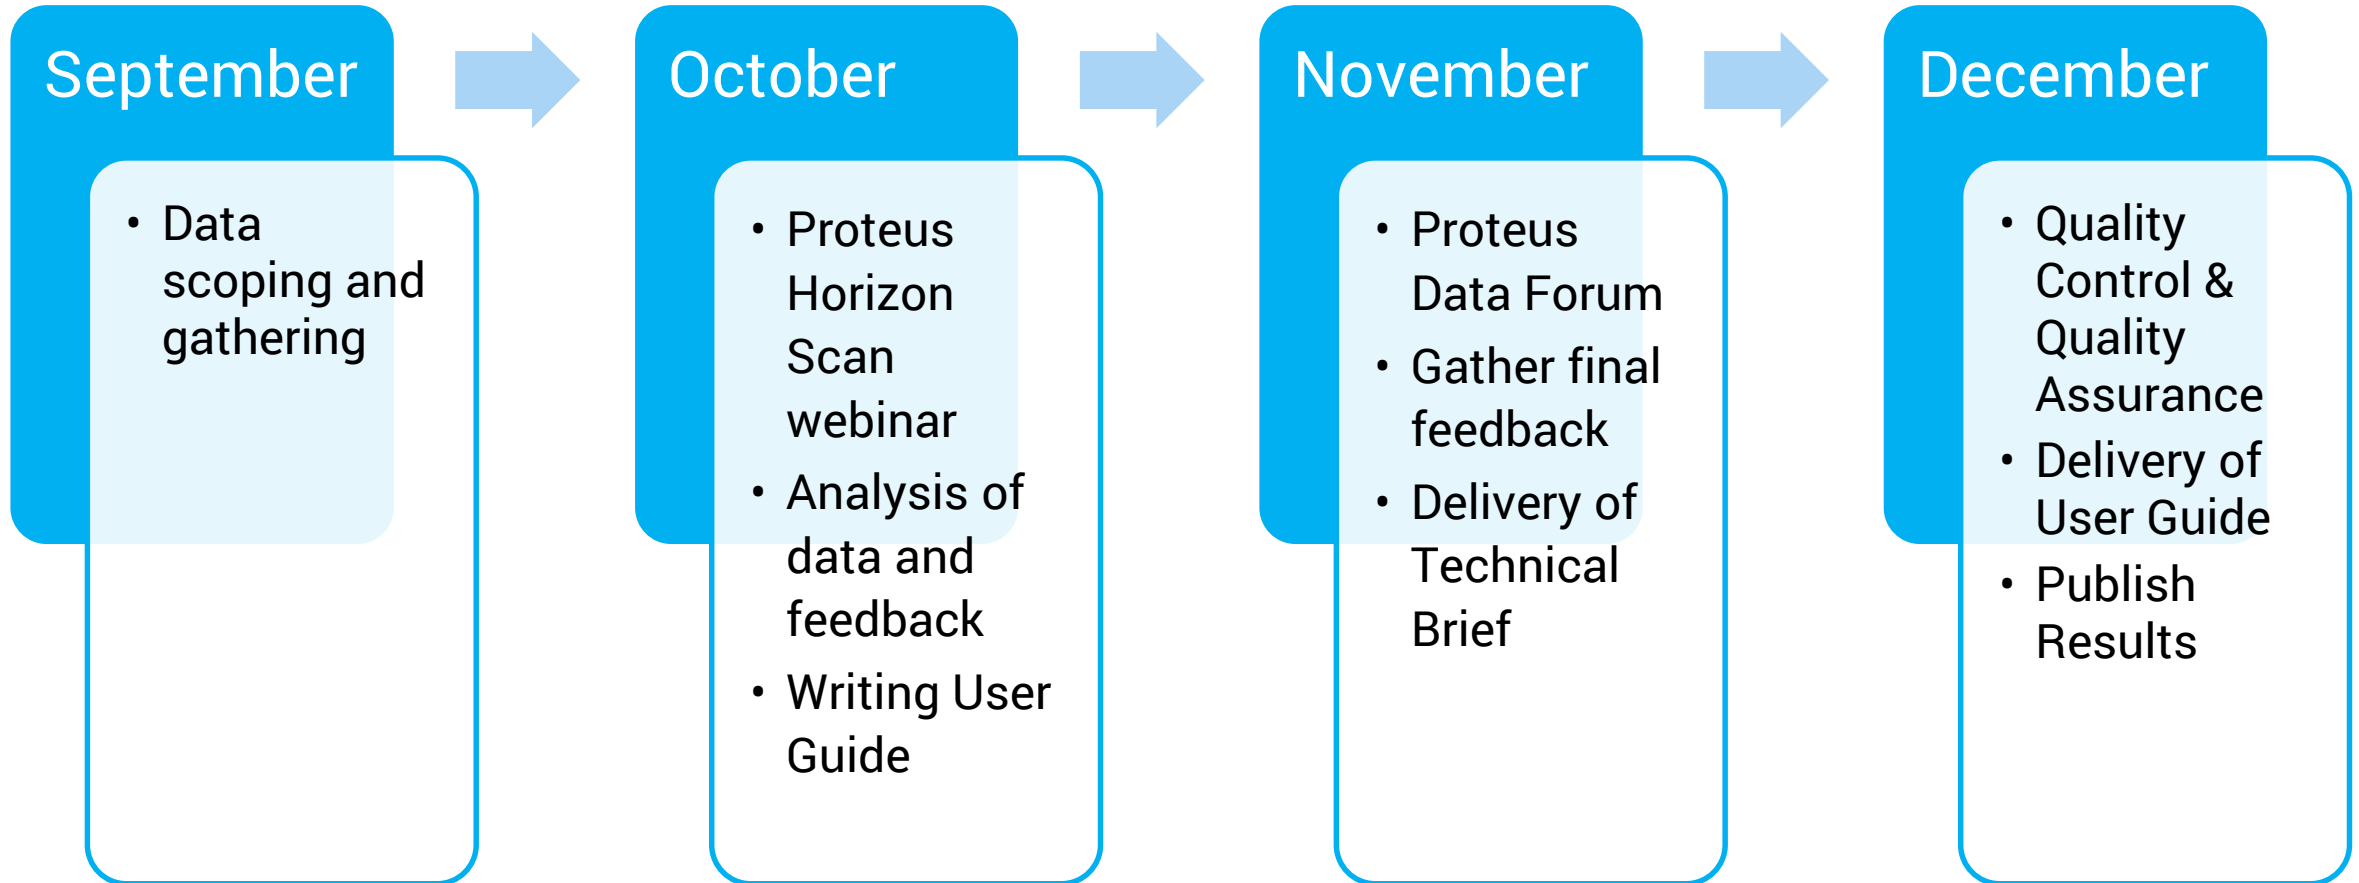 September
• Data
scoping and
gathering
October
• Proteus
Horizon
Scan
webinar
• Analysis of
data and
feedback
• Writing User
Guide
November
• Proteus
Data Forum
• Gather final
feedback
• Delivery of
Technical
Brief
December
• Quality
Control &
Quality
Assurance
• Delivery of
User Guide
• Publish
Results